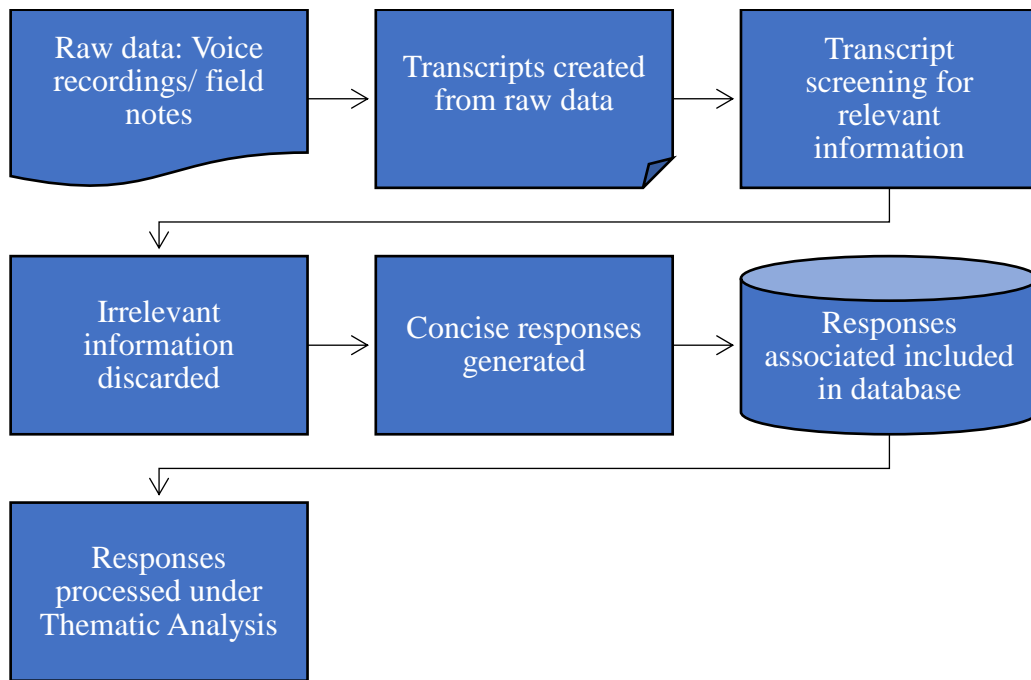 Raw data: Voice
recordings/ field
notes
Transcripts created
from raw data
Transcript
screening for
relevant
information
Irrelevant
information
discarded
Concise responses
generated
Responses
associated included
in database
Responses
processed under
Thematic Analysis